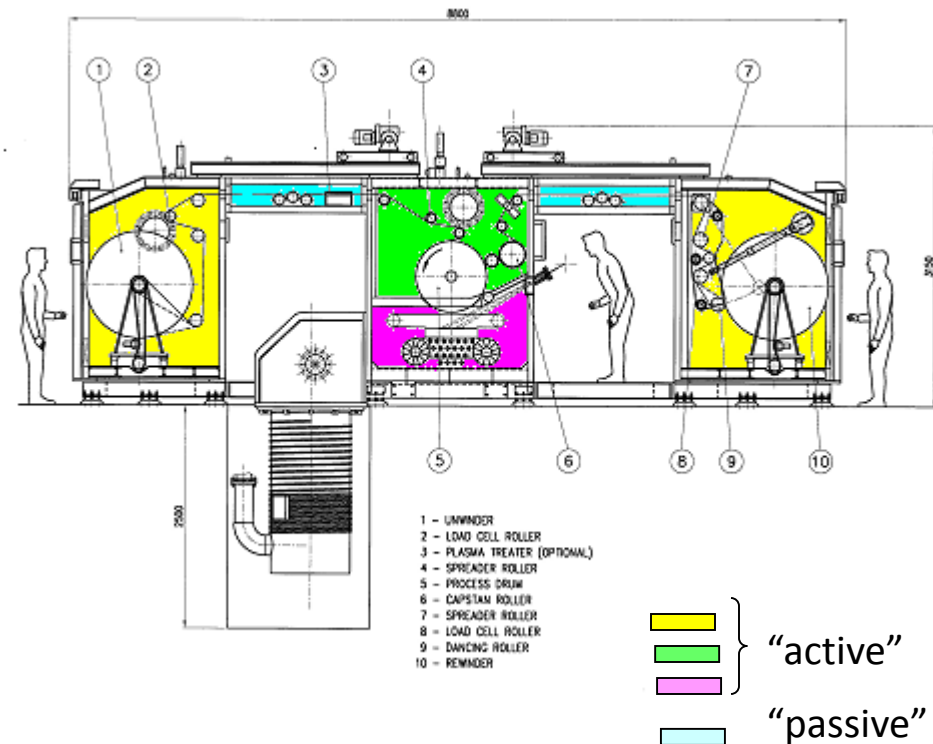 8800
1
2
3
4
7
3150
2500
5
6
8
9
10
1 - UNWINDER
2 - LOAD CELL ROLLER
3 - PLASMA TREATER (OPTIONAL)
4 - SPREADER ROLLER
5 - PROCESS DRUM
6 - CAPSTAN ROLLER
7 - SPREADER ROLLER
8 - LOAD CELL ROLLER
9 - DANCING ROLLER
10 - REWINDER
“active”
“passive”